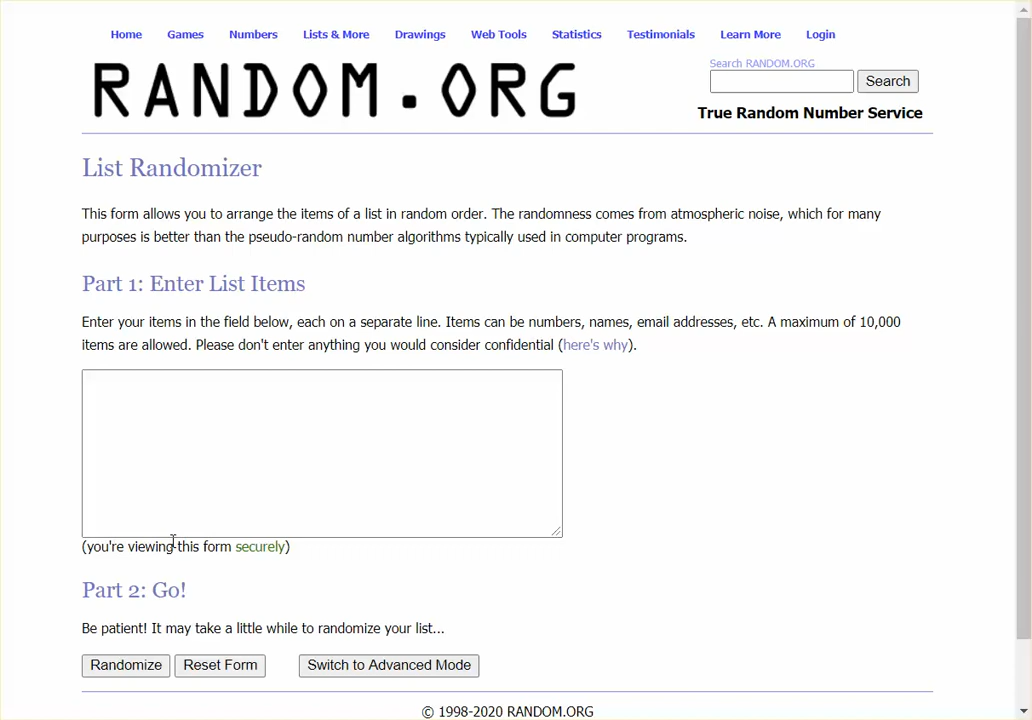 Home Games Numbers Lists & More Drawings Web Tools Statistics Testimonials Learn More Login
RANDOM.ORG
Search RANDOM.ORG
Search
True Random Number Service
List Randomizer
This form allows you to arrange the items of a list in random order. The randomness comes from atmospheric noise, which for many
purposes is better than the pseudo-random number algorithms typically used in computer programs.
Part 1: Enter List Items
Enter your items in the field below, each on a separate line. Items can be numbers, names, email addresses, etc. A maximum of 10,000
items are allowed. Please don't enter anything you would consider confidential (here's why).
(you're viewing this form securely)
Part 2: Go!
Be patient! It may take a little while to randomize your list...
Randomize Reset Form Switch to Advanced Mode
© 1998-2020 RANDOM.ORG